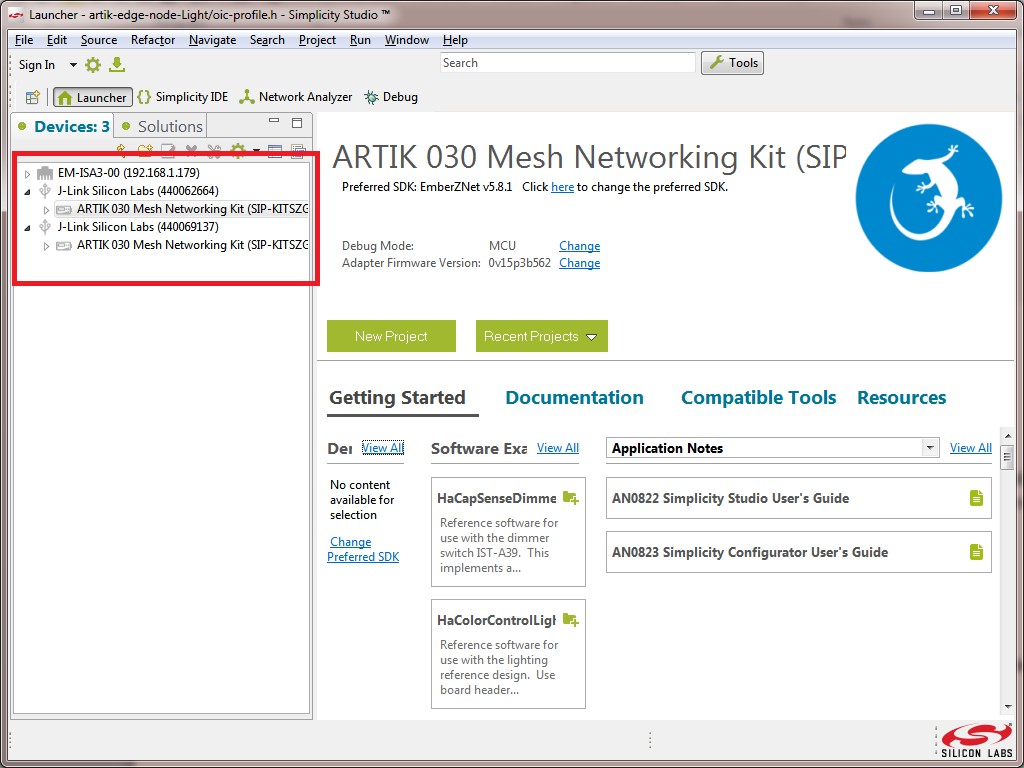 Launcher - artik-edge-node-Light/oic-profile.h - Simplicity Studio ™
File Edit Source Refactor Navigate Search Project Run Window Help
Sign In
Search
Tools
Launcher
{} Simplicity IDE
Network Analyzer
Debug
Devices: 3
Solutions
EM-ISA3-00 (192.168.1.179)
J-Link Silicon Labs (440062664)
ARTIK 030 Mesh Networking Kit (SIP-KITSZG
J-Link Silicon Labs (440069137)
ARTIK 030 Mesh Networking Kit (SIP-KITSZG
ARTIK 030 Mesh Networking Kit (SIP
Preferred SDK: EmberZNet v5.8.1 Click here to change the preferred SDK.
Debug Mode: MCU Change
Adapter Firmware Version: 0v15p3b562 Change
New Project
Recent Projects
Getting Started
Documentation
Compatible Tools
Resources
Der View All
No content
available for
selection
Change
Preferred SDK
Software Exa View All
HaCapSenseDimme
Reference software for
use with the dimmer
switch IST-A39. This
implements a...
HaColorControlLigh
Reference software for
use with the lighting
reference design. Use
board header...
Application Notes
View All
AN0822 Simplicity Studio User's Guide
AN0823 Simplicity Configurator User's Guide
SILICON LABS